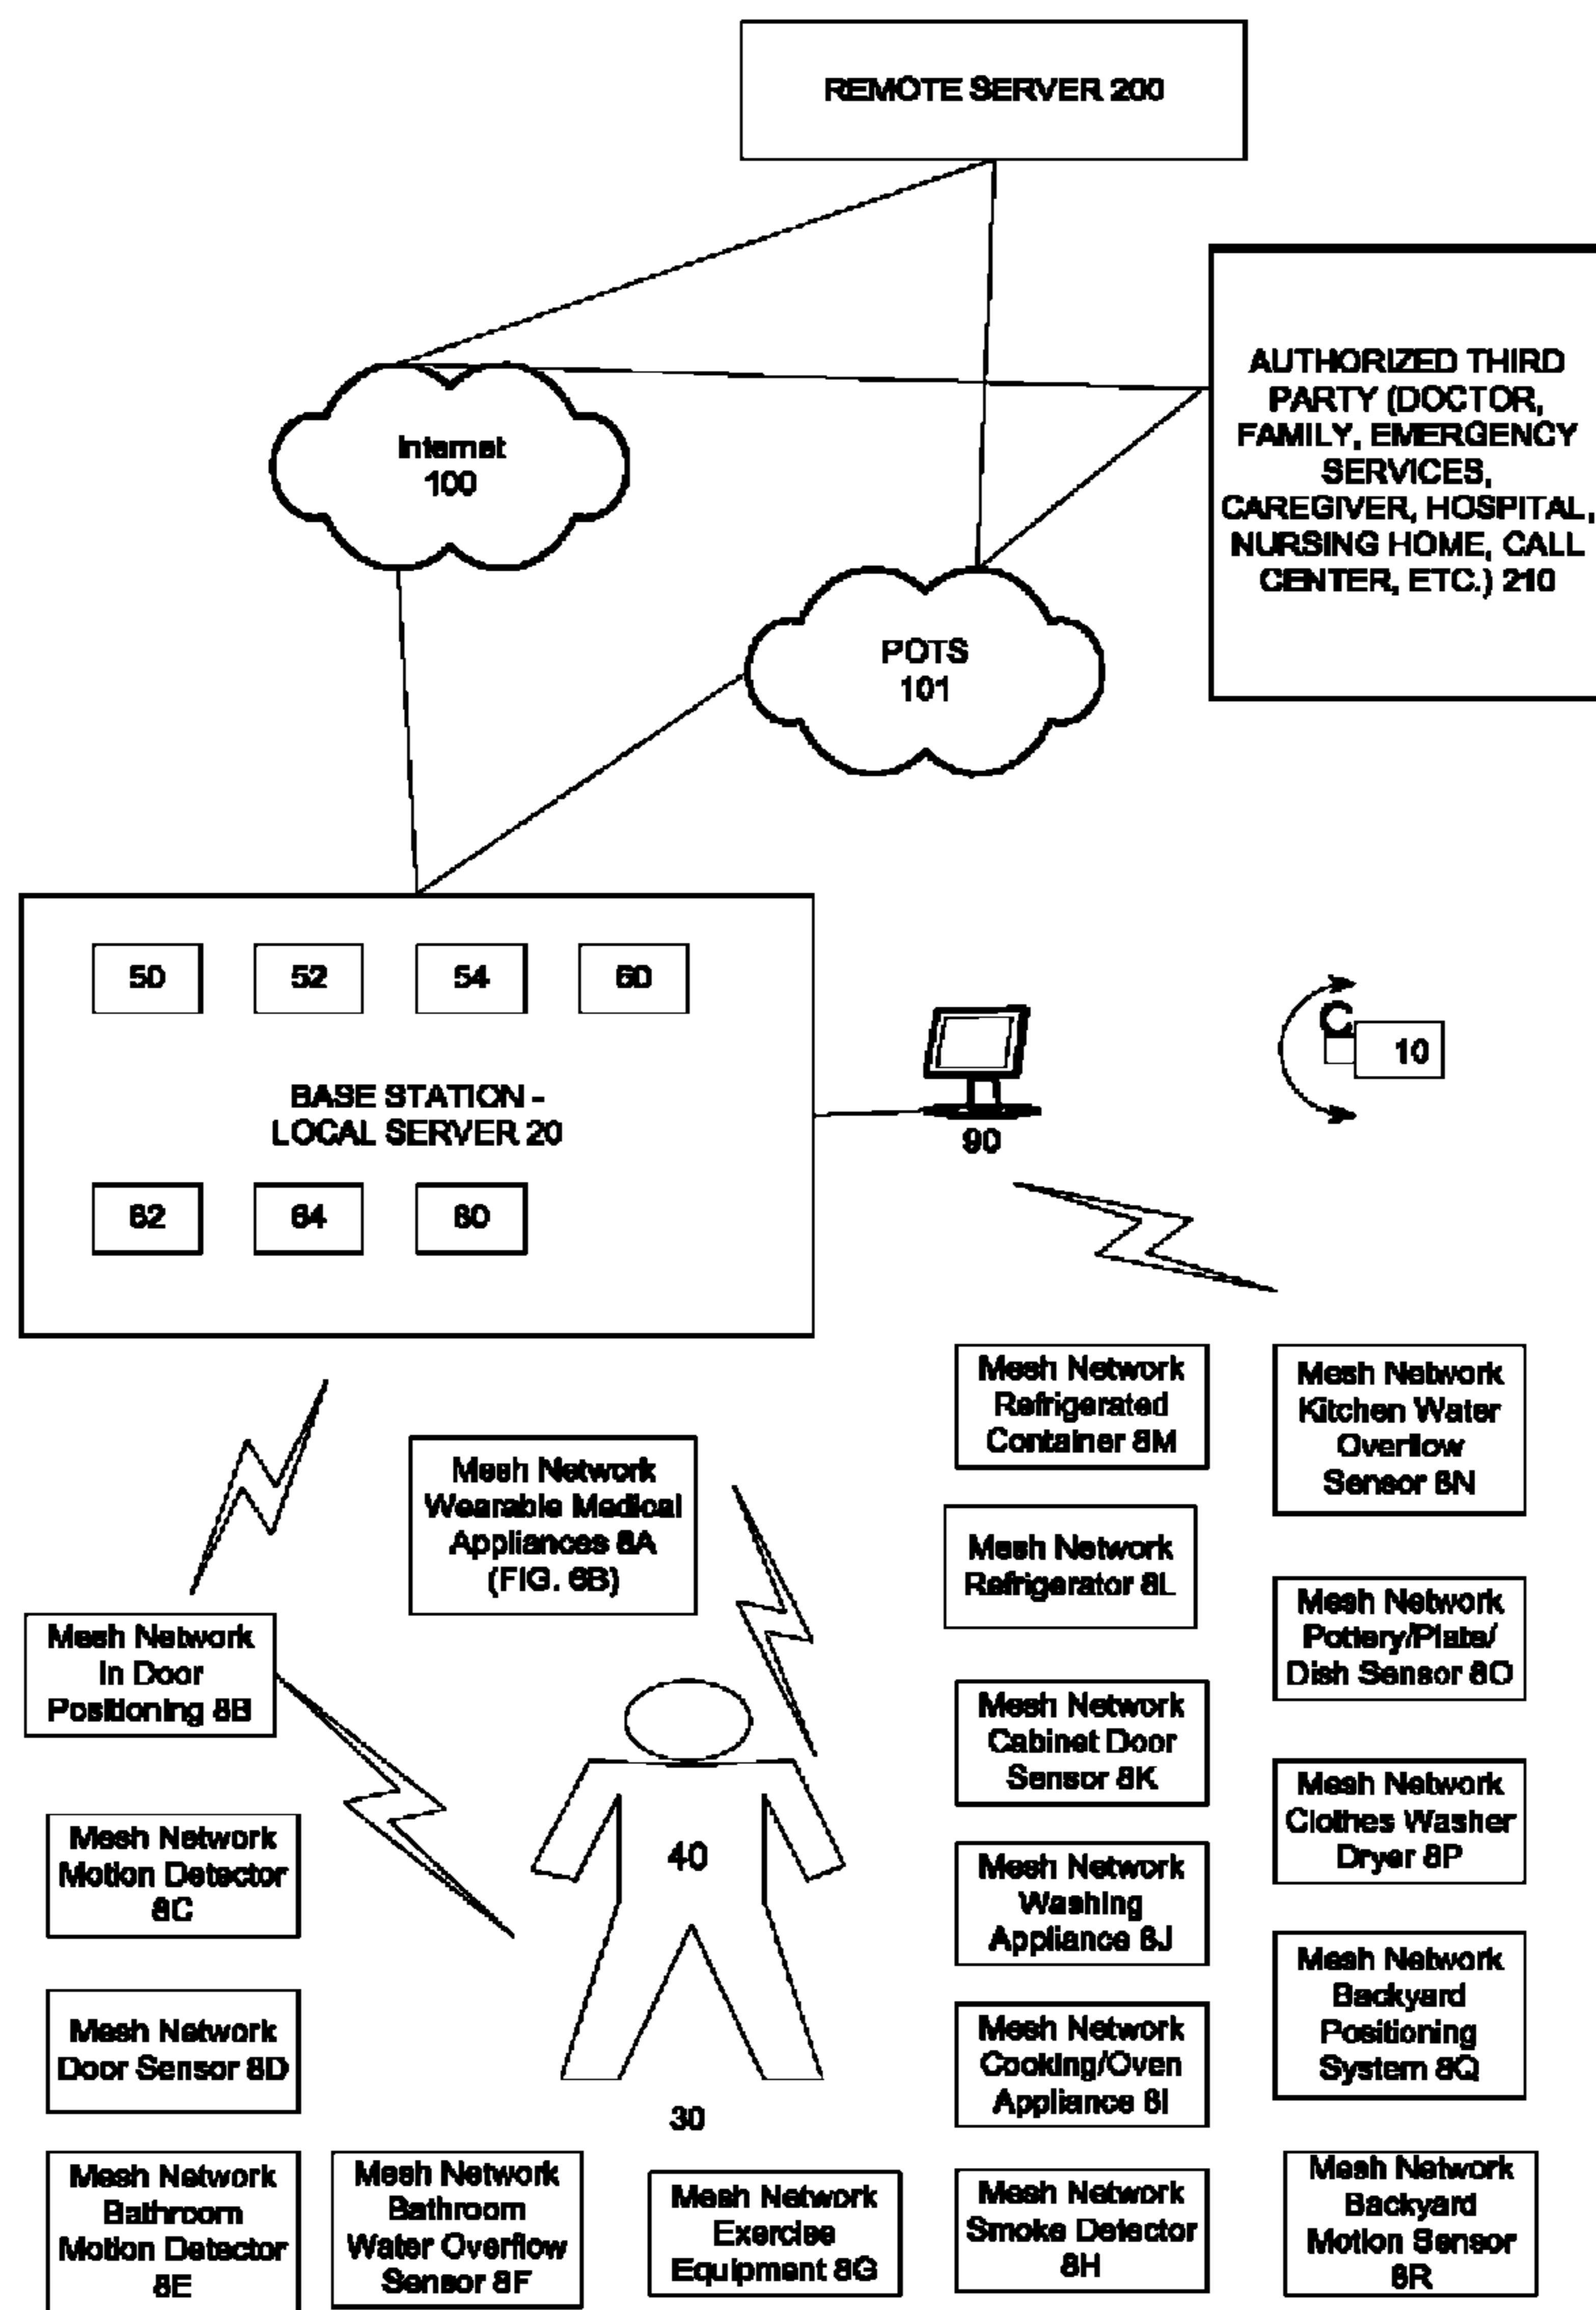 REMOTE SERVER 200
AUTHORIZED THIRD
PARTY (DOCTOR,
FAMILY, EMERGENCY
SERVICES,
CAREGIVER, HOSPITAL,
NURSING HOME, CALL
CENTER, ETC.) 210
Internet
100
POTS
101
50
52
54
60
BASE STATION -
LOCAL SERVER 20
62
64
80
90
C
10
Mesh Network
Wearable Medical
Appliances 8A
(FIG. 6B)
Mesh Network
In Door
Positioning 8B
Mesh Network
Motion Detector
8C
Mesh Network
Door Sensor 8D
Mesh Network
Bathroom
Motion Detector
8E
Mesh Network
Bathroom
Water Overflow
Sensor 8F
40
30
Mesh Network
Exercise
Equipment 8G
Mesh Network
Refrigerated
Container 8M
Mesh Network
Refrigerator 8L
Mesh Network
Cabinet Door
Sensor 8K
Mesh Network
Washing
Appliance 8J
Mesh Network
Cooking/Oven
Appliance 8I
Mesh Network
Smoke Detector
8H
Mesh Network
Kitchen Water
Overflow
Sensor 8N
Mesh Network
Pottery/Plate/
Dish Sensor 8O
Mesh Network
Clothes Washer
Dryer 8P
Mesh Network
Backyard
Positioning
System 8Q
Mesh Network
Backyard
Motion Sensor
8R